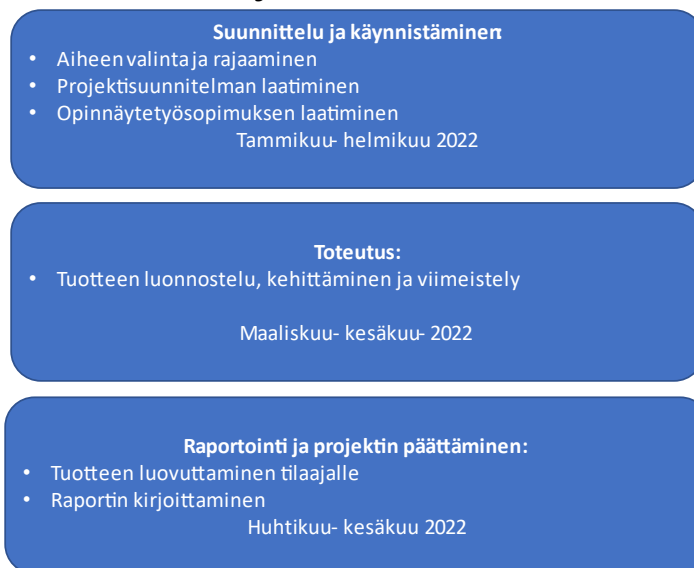 Suunnittelu ja käynnistäminen:
• Aiheen valinta ja rajaaminen
• Projektisuunnitelman laatiminen
• Opinnäytetyösopimuksen laatiminen
Tammikuu- helmikuu 2022
Toteutus:
• Tuotteen luonnostelu, kehittäminen ja viimeistely
Maaliskuu- kesäkuu- 2022
Raportointi ja projektin päättäminen:
• Tuotteen luovuttaminen tilaajalle
• Raportin kirjoittaminen
Huhtikuu- kesäkuu 2022